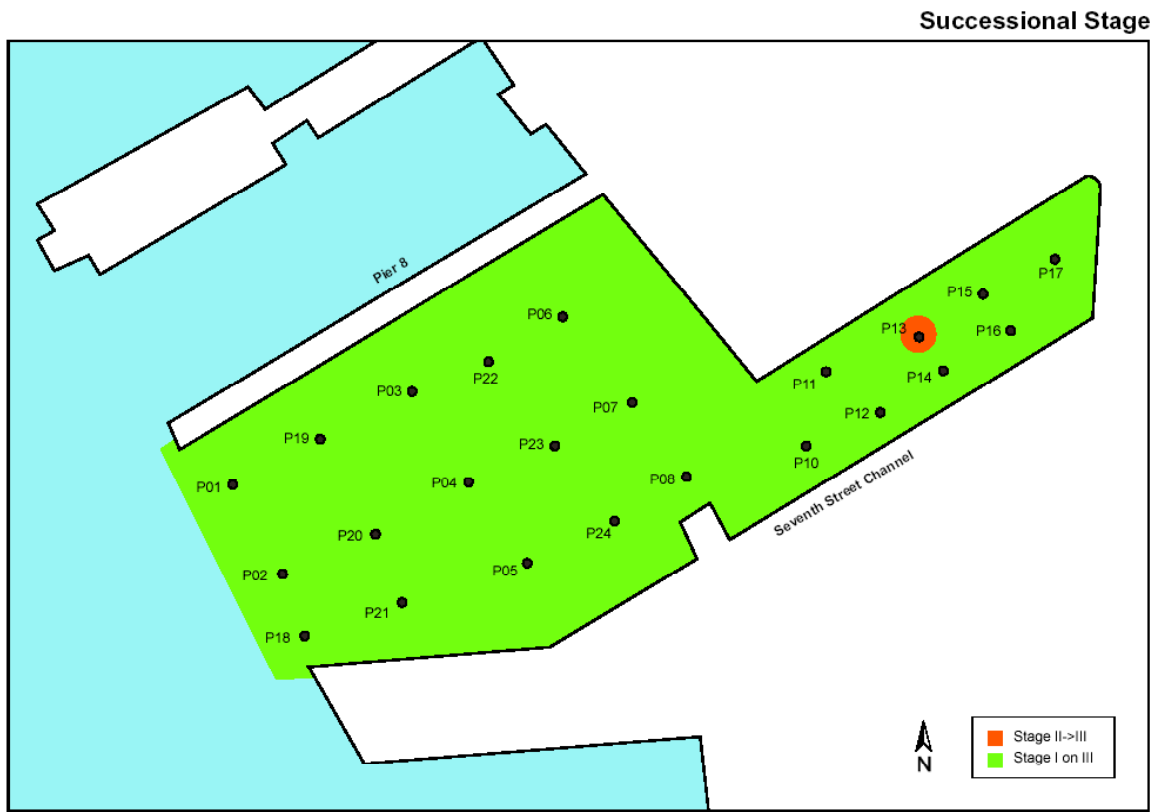 Successional Stage
Pier 8
P17
P15
P06
P13
P16
P22
P11
P14
P03
P07
P12
P19
P23
P10
P01
P04
P08
Seventh Street Channel
P20
P24
P02
P05
P21
P18
N
Stage II->III
Stage I on III